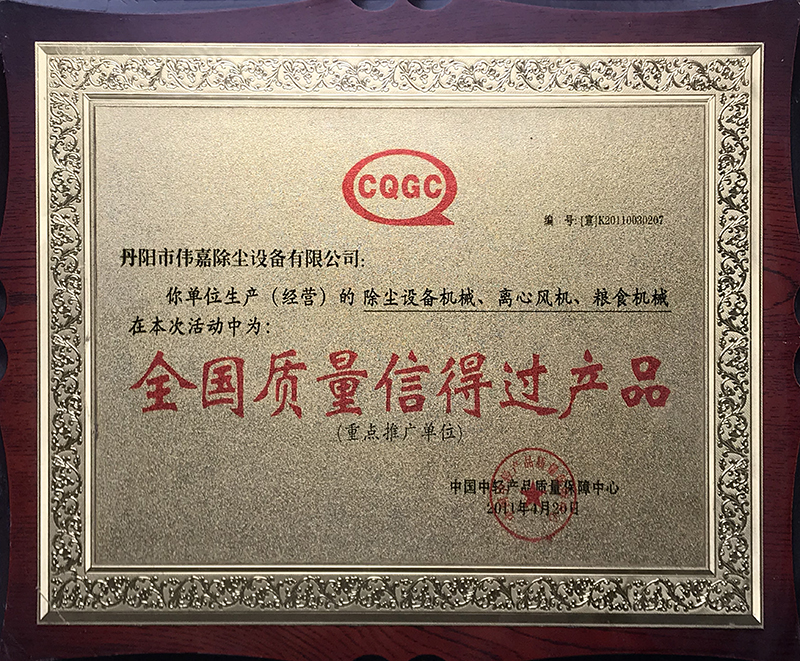 CQGC
编 号:[宣]K20110030207
丹阳市伟嘉除尘设备有限公司:
你单位生产（经营）的 除尘设备机械、离心风机、粮食机械
在本次活动中为:
全国质量信得过产品
(重点推广单位)
中国中轻产品质量保障中心
2011年4月20日